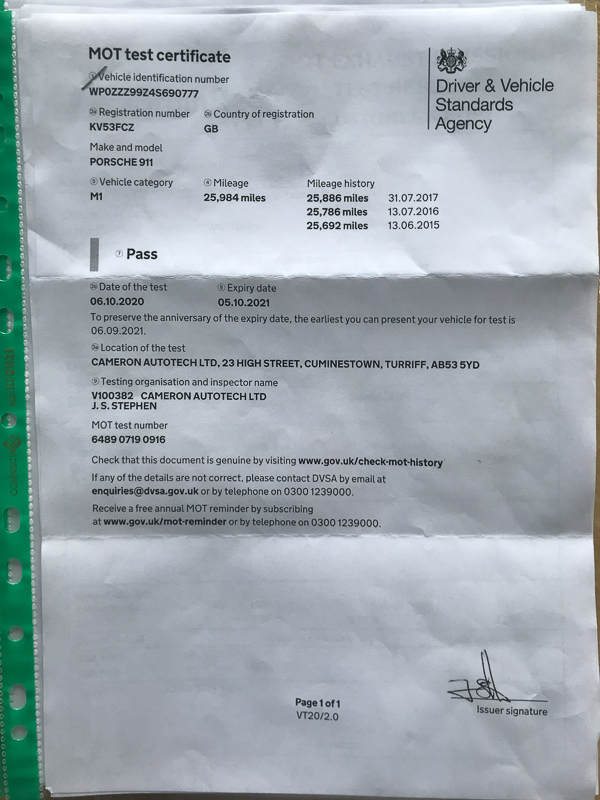 MOT test certificate
① Vehicle identification number
WP0ZZZ99Z4S690777
Driver & Vehicle
Standards
Agency
Registration number Country of registration
KV53FCZ GB
Make and model
PORSCHE 911
⑤ Vehicle category ④ Mileage Mileage history
M1 25,984 miles 25,886 miles 31.07.2017
25,786 miles 13.07.2016
25,692 miles 13.06.2015
⑦ Pass
Date of the test ⑧ Expiry date
06.10.2020 05.10.2021
To preserve the anniversary of the expiry date, the earliest you can present your vehicle for test is
06.09.2021.
Location of the test
CAMERON AUTOTECH LTD, 23 HIGH STREET, CUMINESTOWN, TURRIFF, AB53 5YD
⑨ Testing organisation and inspector name
V100382 CAMERON AUTOTECH LTD
J. S. STEPHEN
MOT test number
6489 0719 0916
Check that this document is genuine by visiting www.gov.uk/check-mot-history
If any of the details are not correct, please contact DVSA by email at
enquiries@dvsa.gov.uk or by telephone on 0300 1239000.
Receive a free annual MOT reminder by subscribing
at www.gov.uk/mot-reminder or by telephone on 0300 1239000.
Page 1 of 1
VT20/2.0
Issuer signature